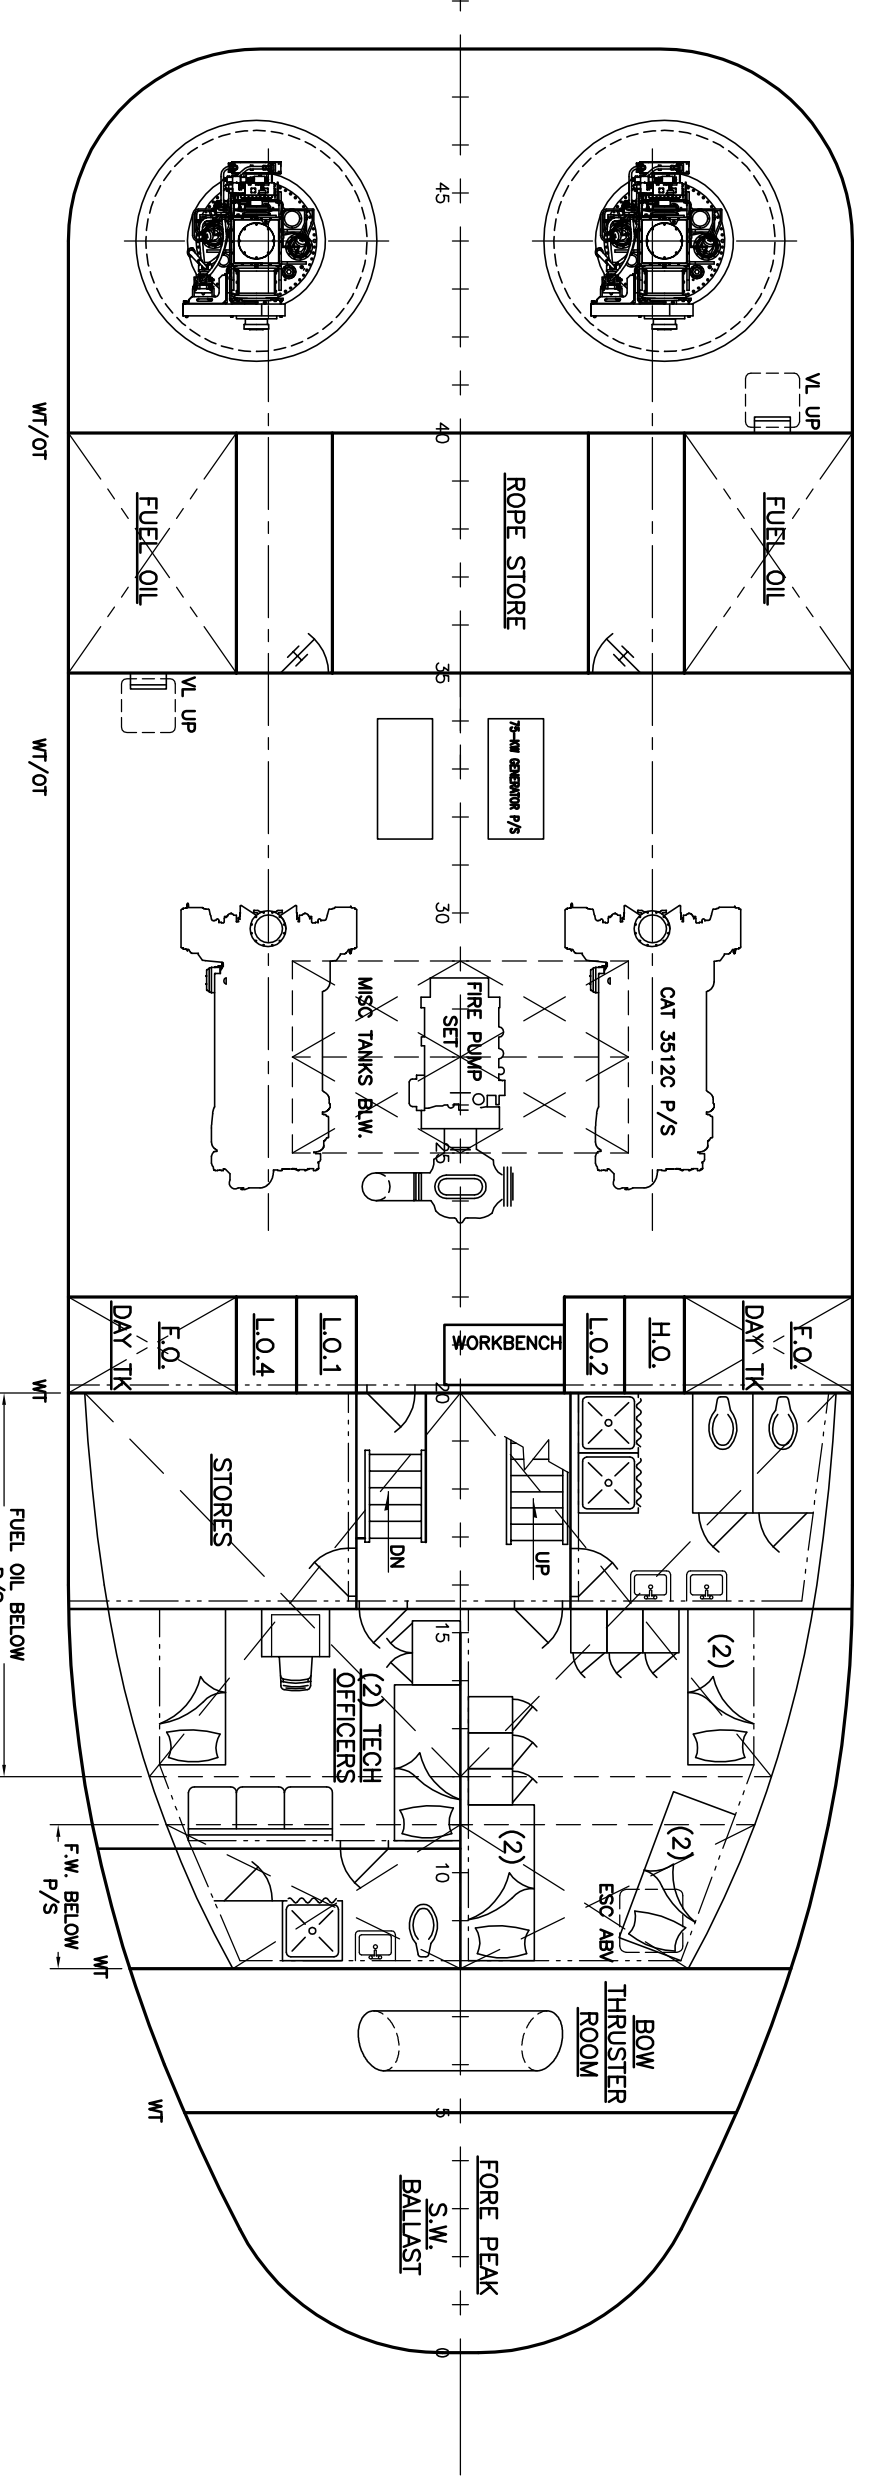 45
VL UP
40
WT/OT
FUEL OIL
ROPE STORE
FUEL OIL
35
VL UP
WT/OT
75-KW GENERATOR P/S
30
CAT 3512C P/S
FIRE PUMP
SET
MISC TANKS BLW.
25
F.O.
DAY TK
H.O.
L.O.2
WORKBENCH
L.O.1
L.O.4
F.O.
DAY TK
20
WT
STORES
DN
UP
FUEL OIL BELOW
15
(2)
(2) TECH
OFFICERS
(2)
(2)
10
ESC ABV
F.W. BELOW
P/S
WT
BOW
THRUSTER
ROOM
WT
5
FORE PEAK
S.W.
BALLAST
0